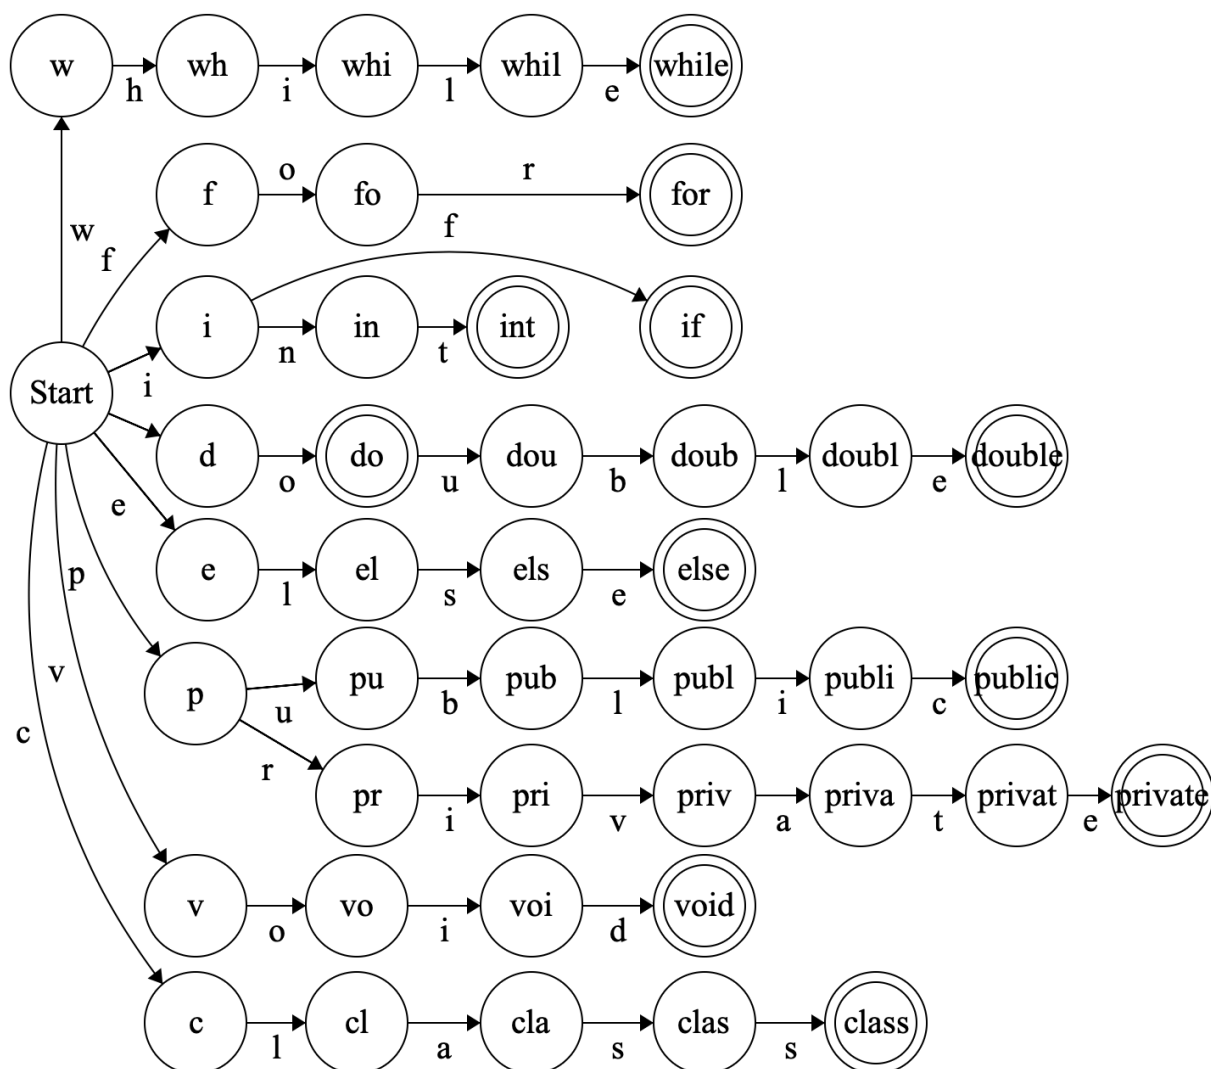 w wh whi whil while
h i l e
f fo for
o r
w
f
f
i in int if
n t
Start
i
d do dou doub doubl double
o u b l e
e
e el els else
l s e
p
p pu pub publ publi public
u b l i c
v
r
c
pr pri priv priva privat private
i v a t e
v vo voi void
o i d
c cl cla clas class
l a s s